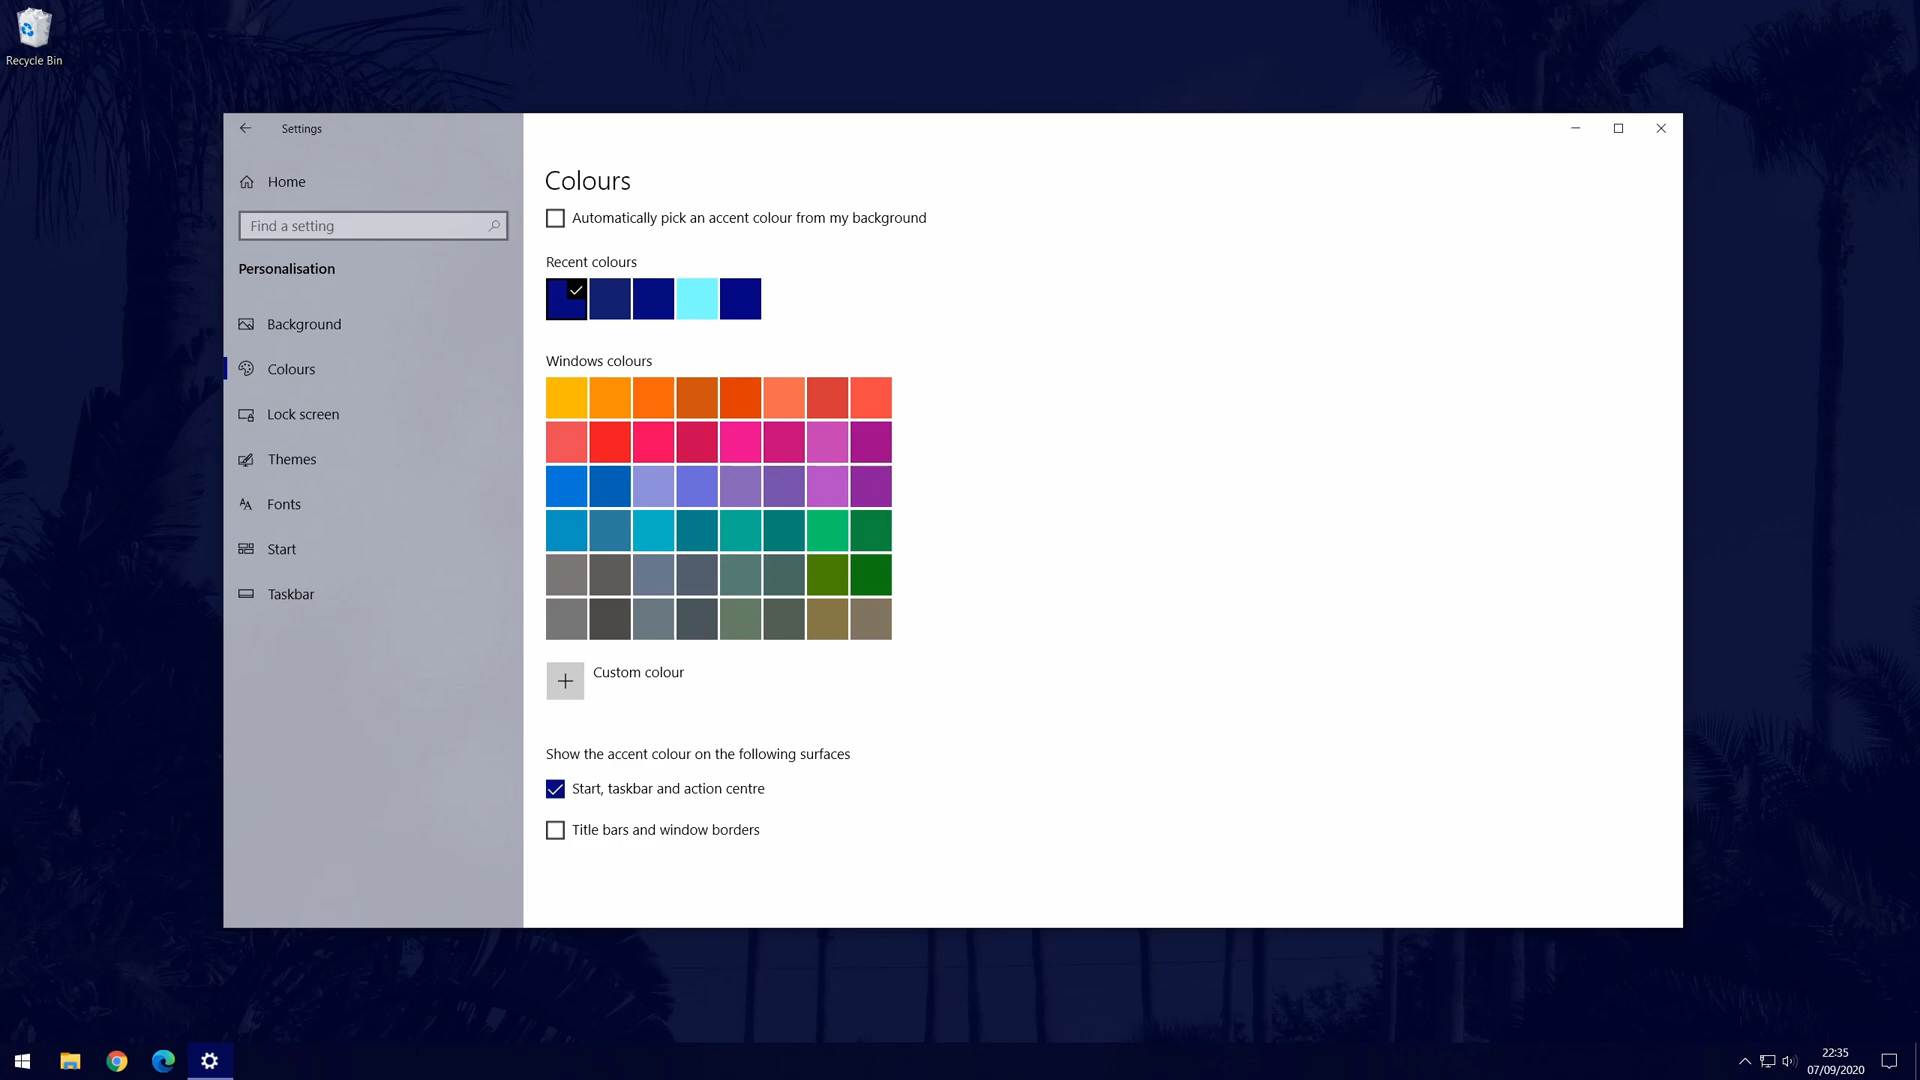 Recycle Bin
Settings
Home
Find a setting
Personalisation
Background
Colours
Lock screen
Themes
Fonts
Start
Taskbar
Colours
Automatically pick an accent colour from my background
Recent colours
Windows colours
Custom colour
Show the accent colour on the following surfaces
Start, taskbar and action centre
Title bars and window borders
22:35
07/09/2020